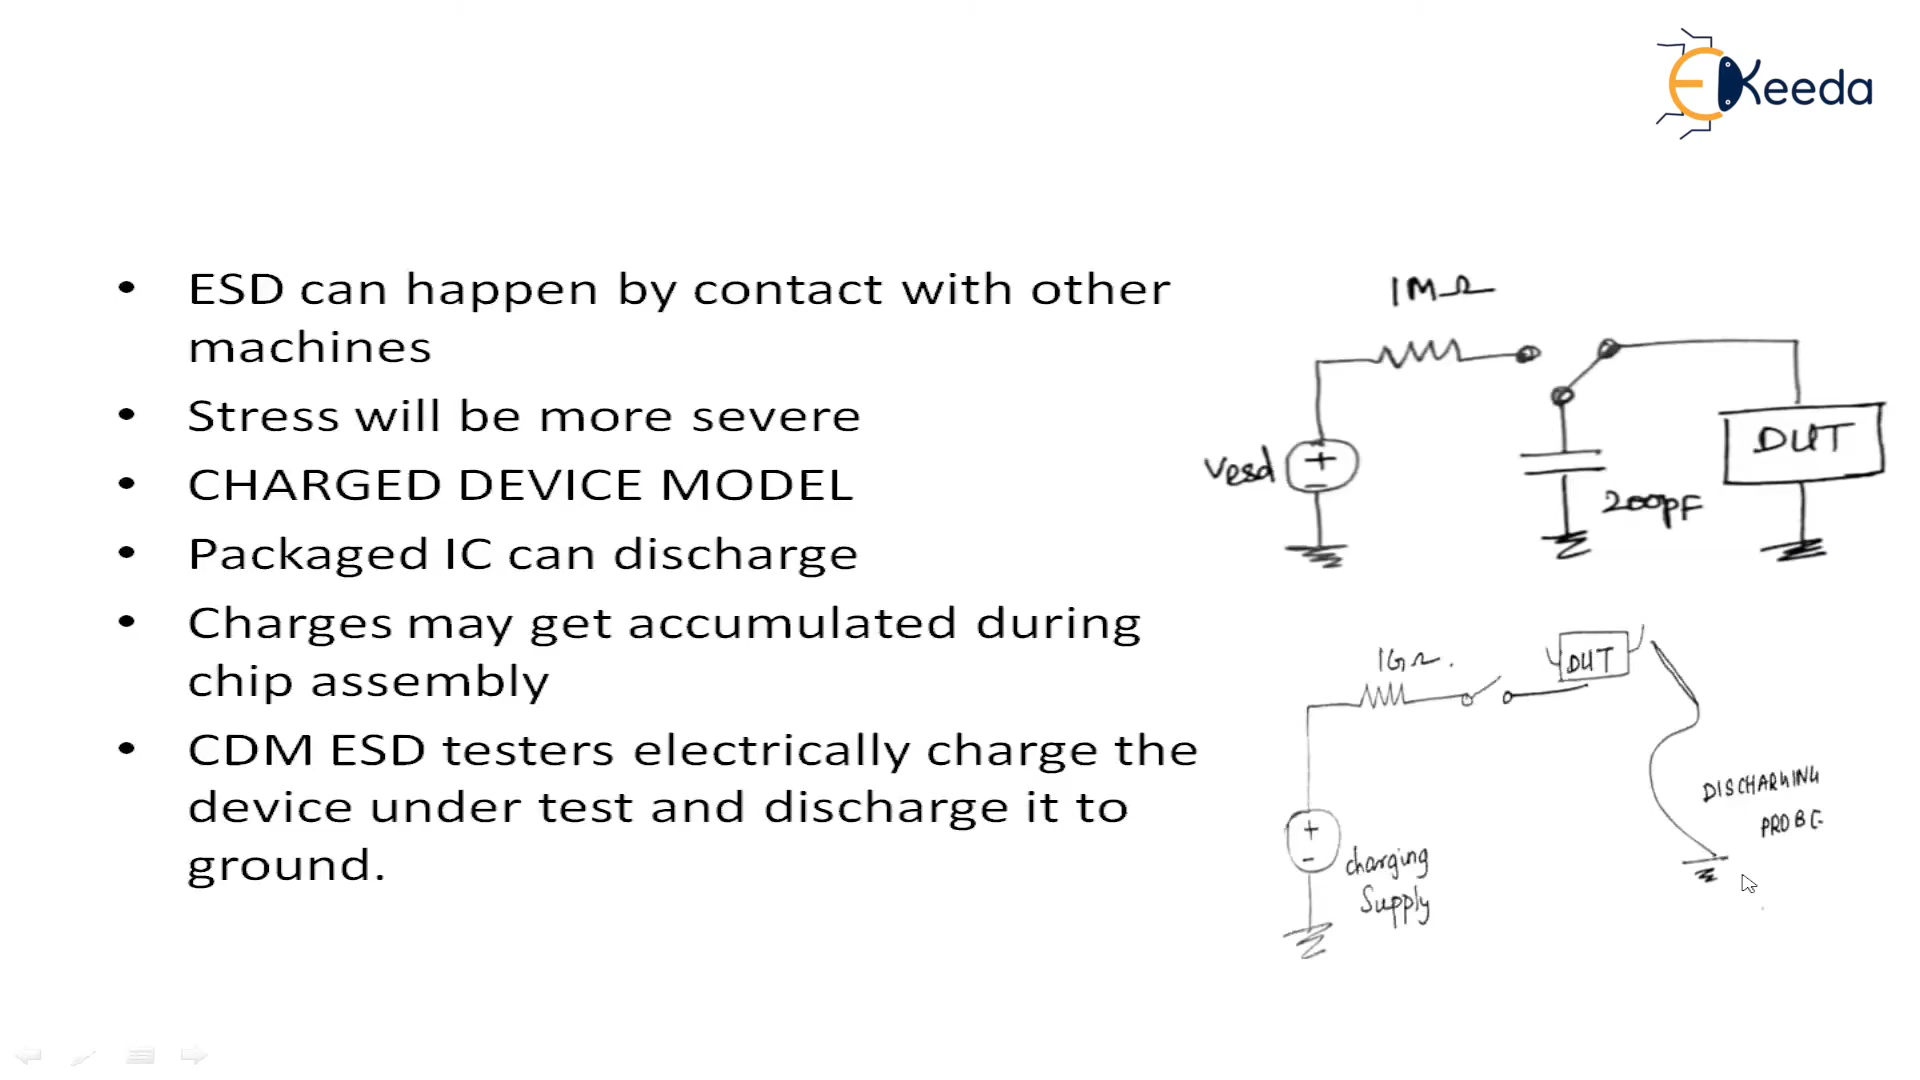 EKeeda
• ESD can happen by contact with other
machines
• Stress will be more severe
• CHARGED DEVICE MODEL
• Packaged IC can discharge
• Charges may get accumulated during
chip assembly
• CDM ESD testers electrically charge the
device under test and discharge it to
ground.
1MΩ
Vesd
+
-
200pF
DUT
1GΩ.
DUT
+
-
charging
Supply
DISCHARGING
PROBE